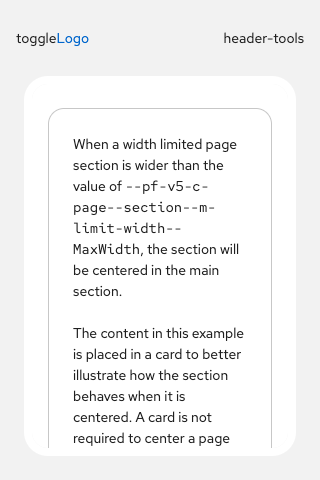 toggleLogo header-tools
When a width limited page
section is wider than the
value of --pf-v5-c-
page--section--m-
limit-width--
MaxWidth, the section will
be centered in the main
section.
The content in this example
is placed in a card to better
illustrate how the section
behaves when it is
centered. A card is not
required to center a page